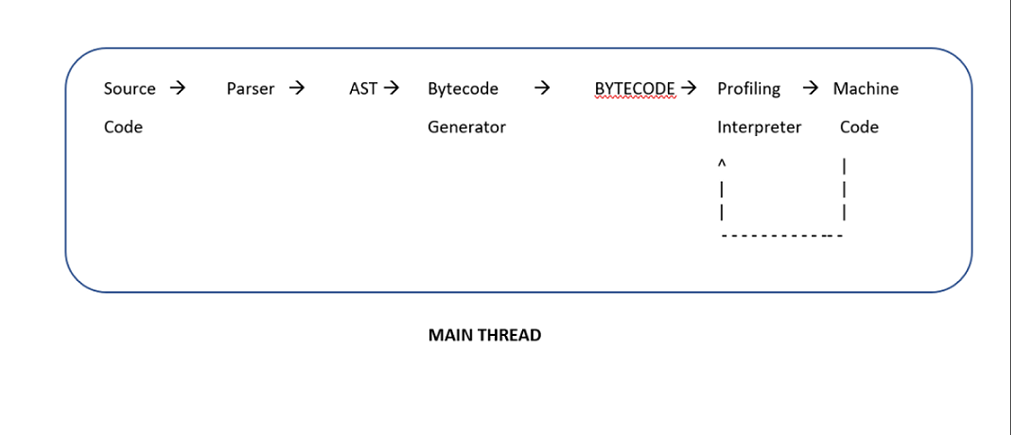 Source → Parser → AST → Bytecode → BYTECODE → Profiling → Machine
Code Generator Interpreter Code
^ |
| |
| |
- - - - - - - - - - - -- -
MAIN THREAD